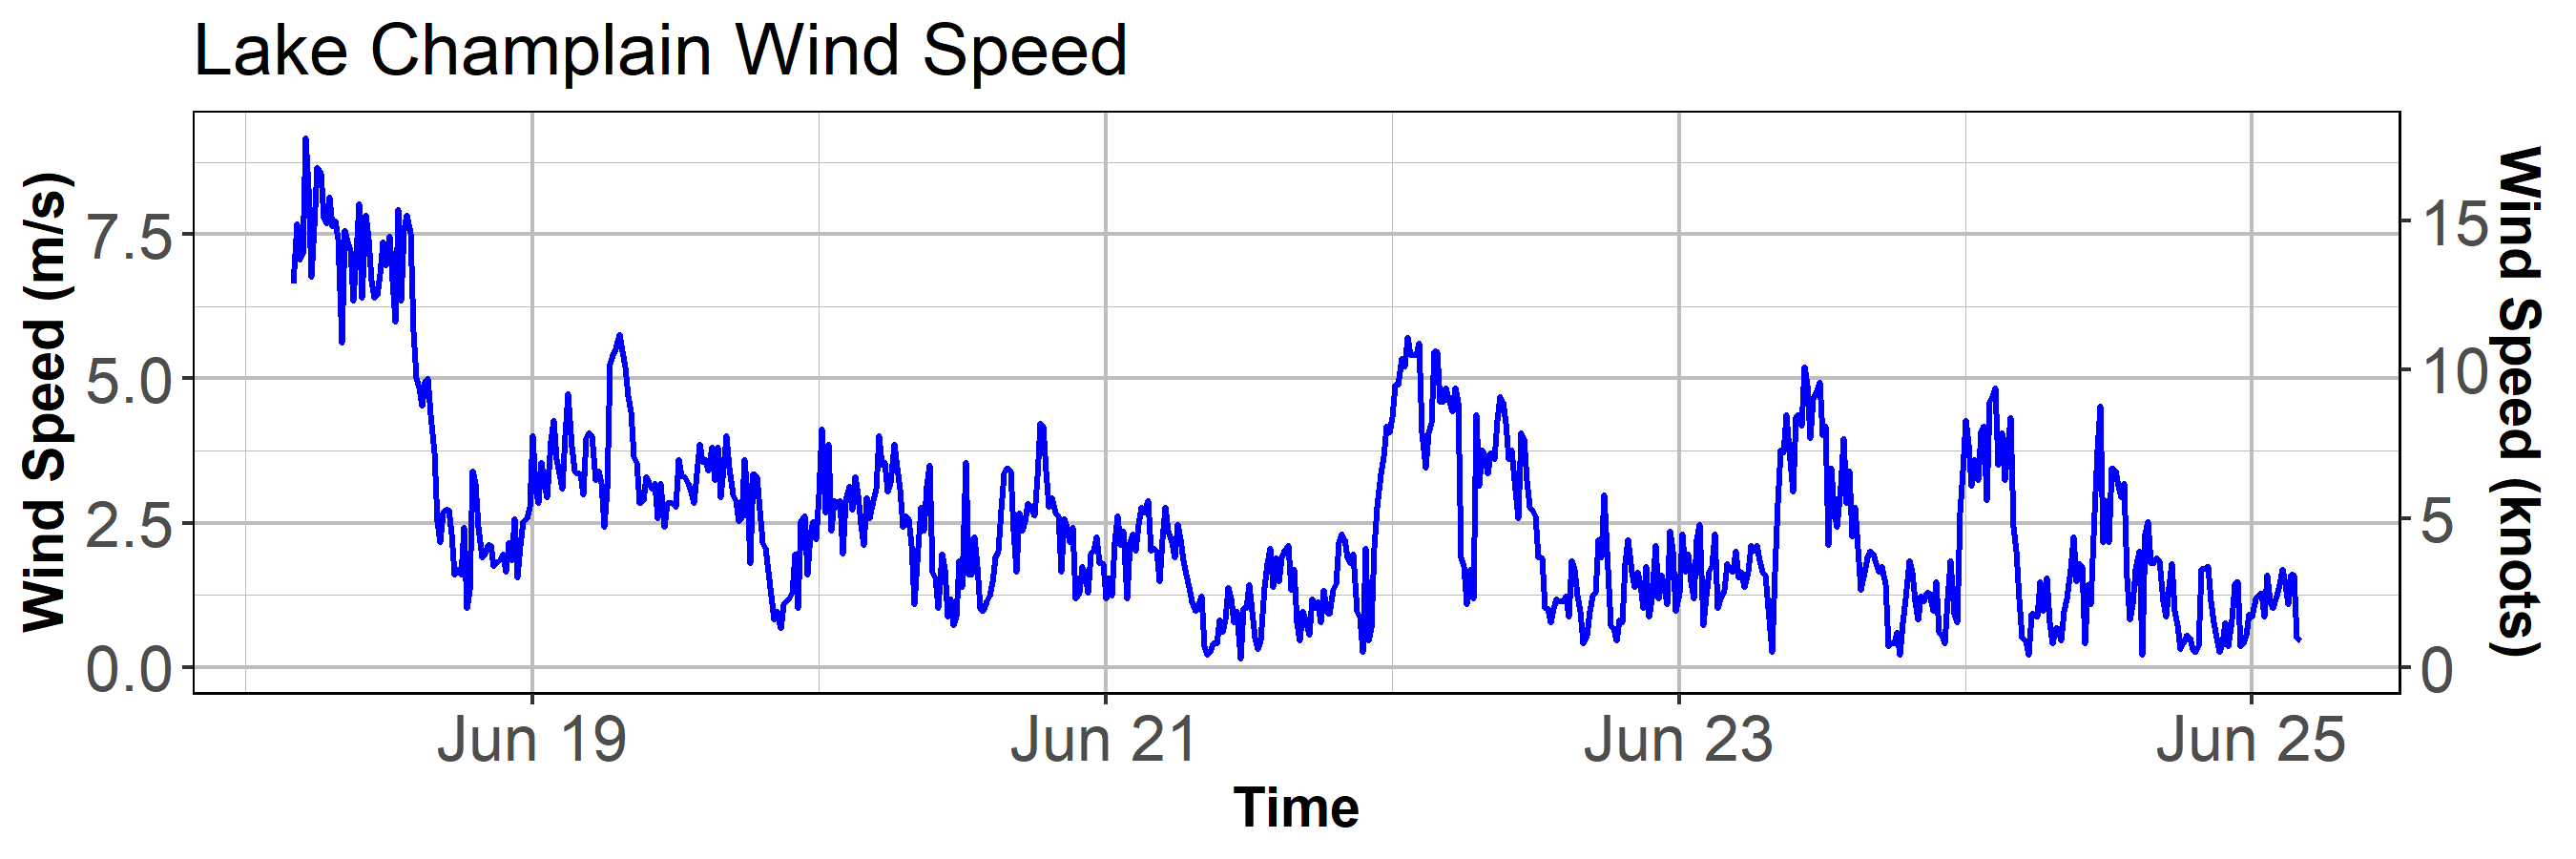 Lake Champlain Wind Speed
Wind Speed (m/s)
7.5
5.0
2.5
0.0
15
10
5
0
Wind Speed (knots)
Jun 19
Jun 21
Jun 23
Jun 25
Time